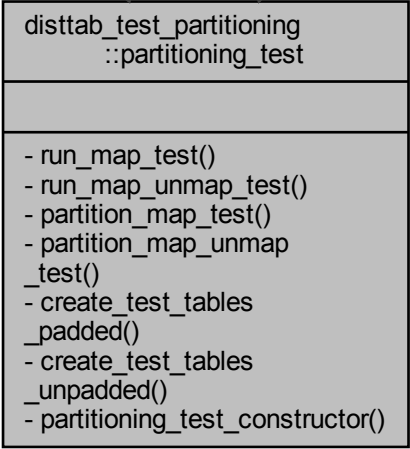 disttab_test_partitioning
::partitioning_test
- run_map_test()
- run_map_unmap_test()
- partition_map_test()
- partition_map_unmap
_test()
- create_test_tables
_padded()
- create_test_tables
_unpadded()
- partitioning_test_constructor()